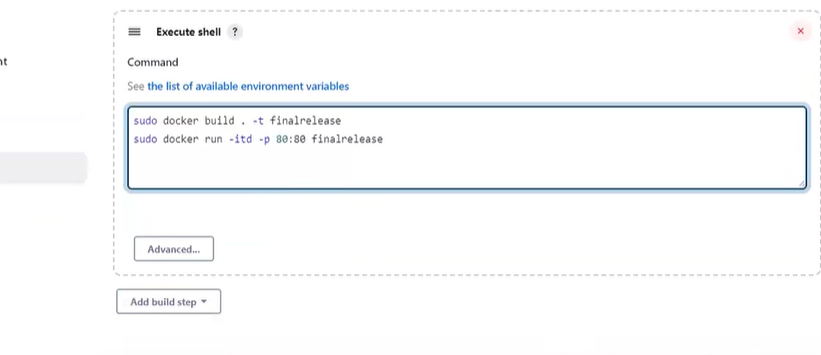 Execute shell ?
nt
Command
See the list of available environment variables
sudo docker build . -t finalrelease
sudo docker run -itd -p 80:80 finalrelease
Advanced...
Add build step